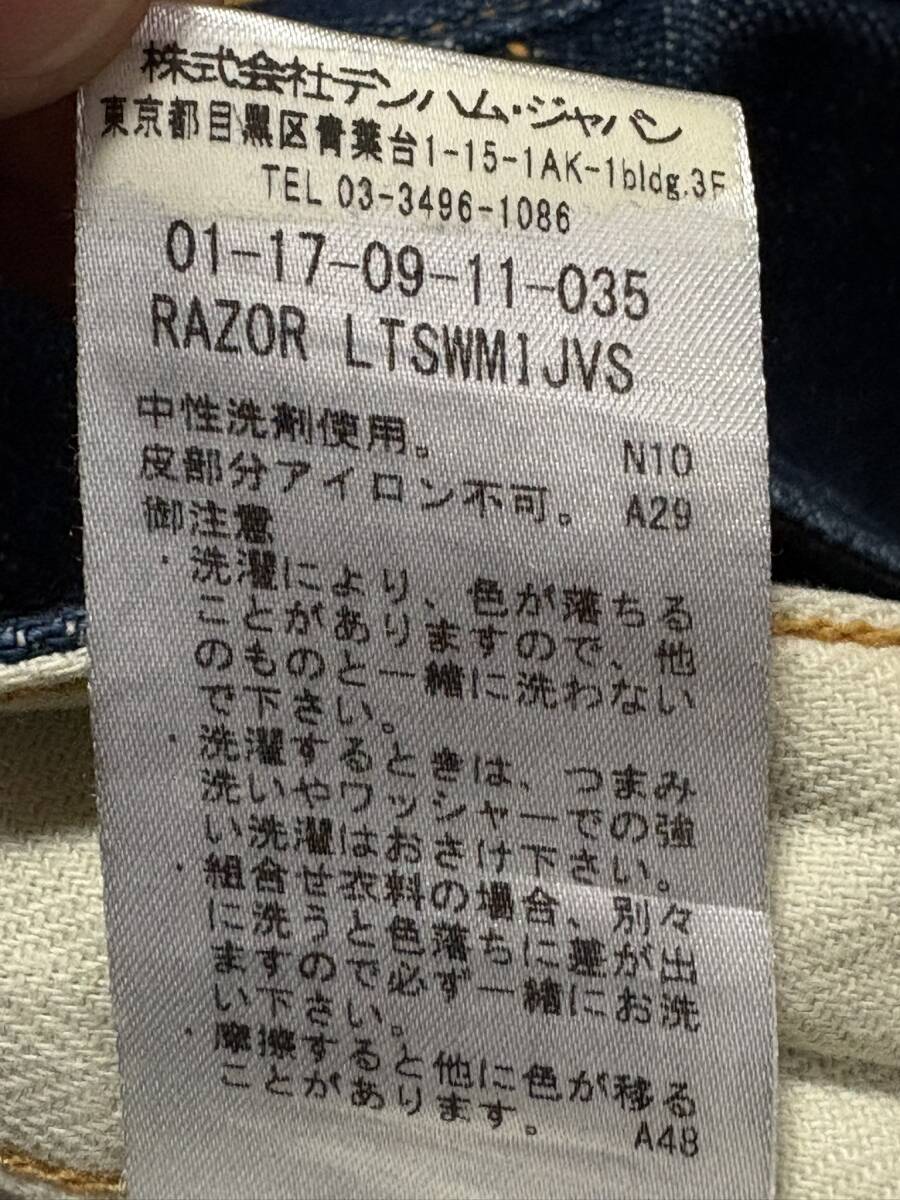 株式会社デンハム・ジャパン
東京都目黒区青葉台1-15-1AK-1bldg.3F
TEL 03-3496-1086
01-17-09-11-035
RAZOR LTSWMIJVS
中性洗剤使用。 N10
皮部分アイロン不可。 A29
御注意
・洗濯により、色が落ちる
ことがありますので、他
のものと一緒に洗わない
で下さい。
・洗濯するときは、つまみ
洗いやワッシャーでの強
い洗濯はおさけ下さい。
・組合せ衣料の場合、別々
に洗うと色落ちに差が出
ますので必ず一緒にお洗
い下さい。
・摩擦すると他に色が移る
ことがあります。 A48